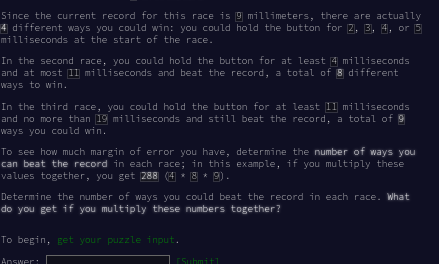 Since the current record for this race is 9 millimeters, there are actually
4 different ways you could win: you could hold the button for 2, 3, 4, or 5
milliseconds at the start of the race.
In the second race, you could hold the button for at least 4 milliseconds
and at most 11 milliseconds and beat the record, a total of 8 different
ways to win.
In the third race, you could hold the button for at least 11 milliseconds
and no more than 19 milliseconds and still beat the record, a total of 9
ways you could win.
To see how much margin of error you have, determine the number of ways you
can beat the record in each race; in this example, if you multiply these
values together, you get 288 (4 * 8 * 9).
Determine the number of ways you could beat the record in each race. What
do you get if you multiply these numbers together?
To begin, get your puzzle input.
Answer: [Submit]